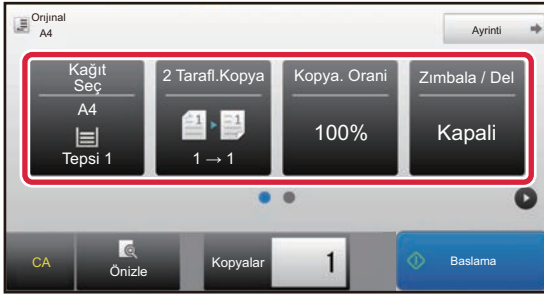 Orijinal
A4
Ayrinti
Kağıt
Seç
A4
Tepsi 1
2 Tarafl.Kopya
1 → 1
Kopya. Orani
100%
Zımbala / Del
Kapali
CA
Önizle
Kopyalar
1
Baslama